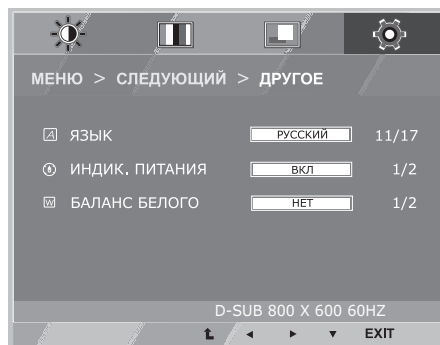 МЕНЮ > СЛЕДУЮЩИЙ > ДРУГОЕ
A ЯЗЫК РУССКИЙ 11/17
ИНДИК. ПИТАНИЯ ВКЛ 1/2
W БАЛАНС БЕЛОГО НЕТ 1/2
D-SUB 800 X 600 60HZ
EXIT